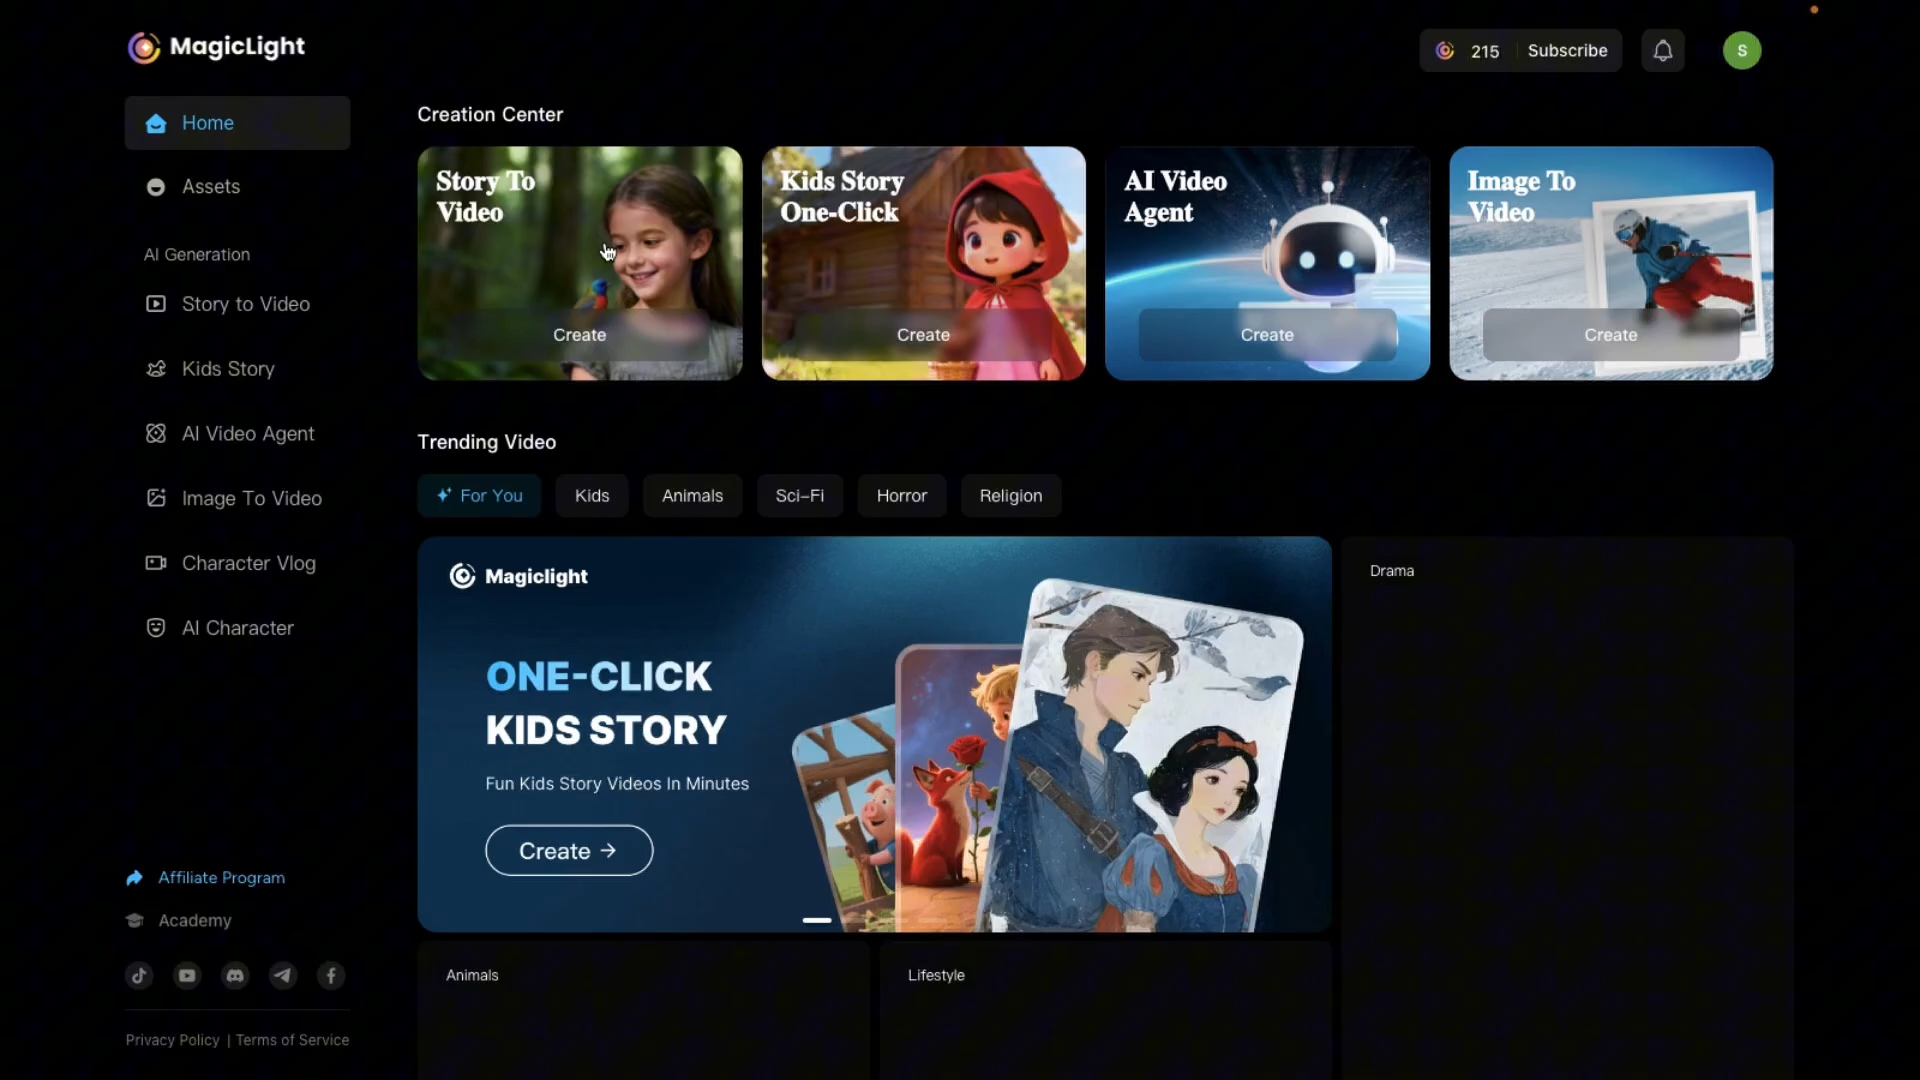 MagicLight
215
Subscribe
S
Home
Assets
AI Generation
Story to Video
Kids Story
AI Video Agent
Image To Video
Character Vlog
AI Character
Affiliate Program
Academy
Privacy Policy | Terms of Service
Creation Center
Story To
Video
Create
Kids Story
One-Click
Create
AI Video
Agent
Create
Image To
Video
Create
Trending Video
For You
Kids
Animals
Sci-Fi
Horror
Religion
Magiclight
ONE-CLICK
KIDS STORY
Fun Kids Story Videos In Minutes
Create →
Drama
Animals
Lifestyle